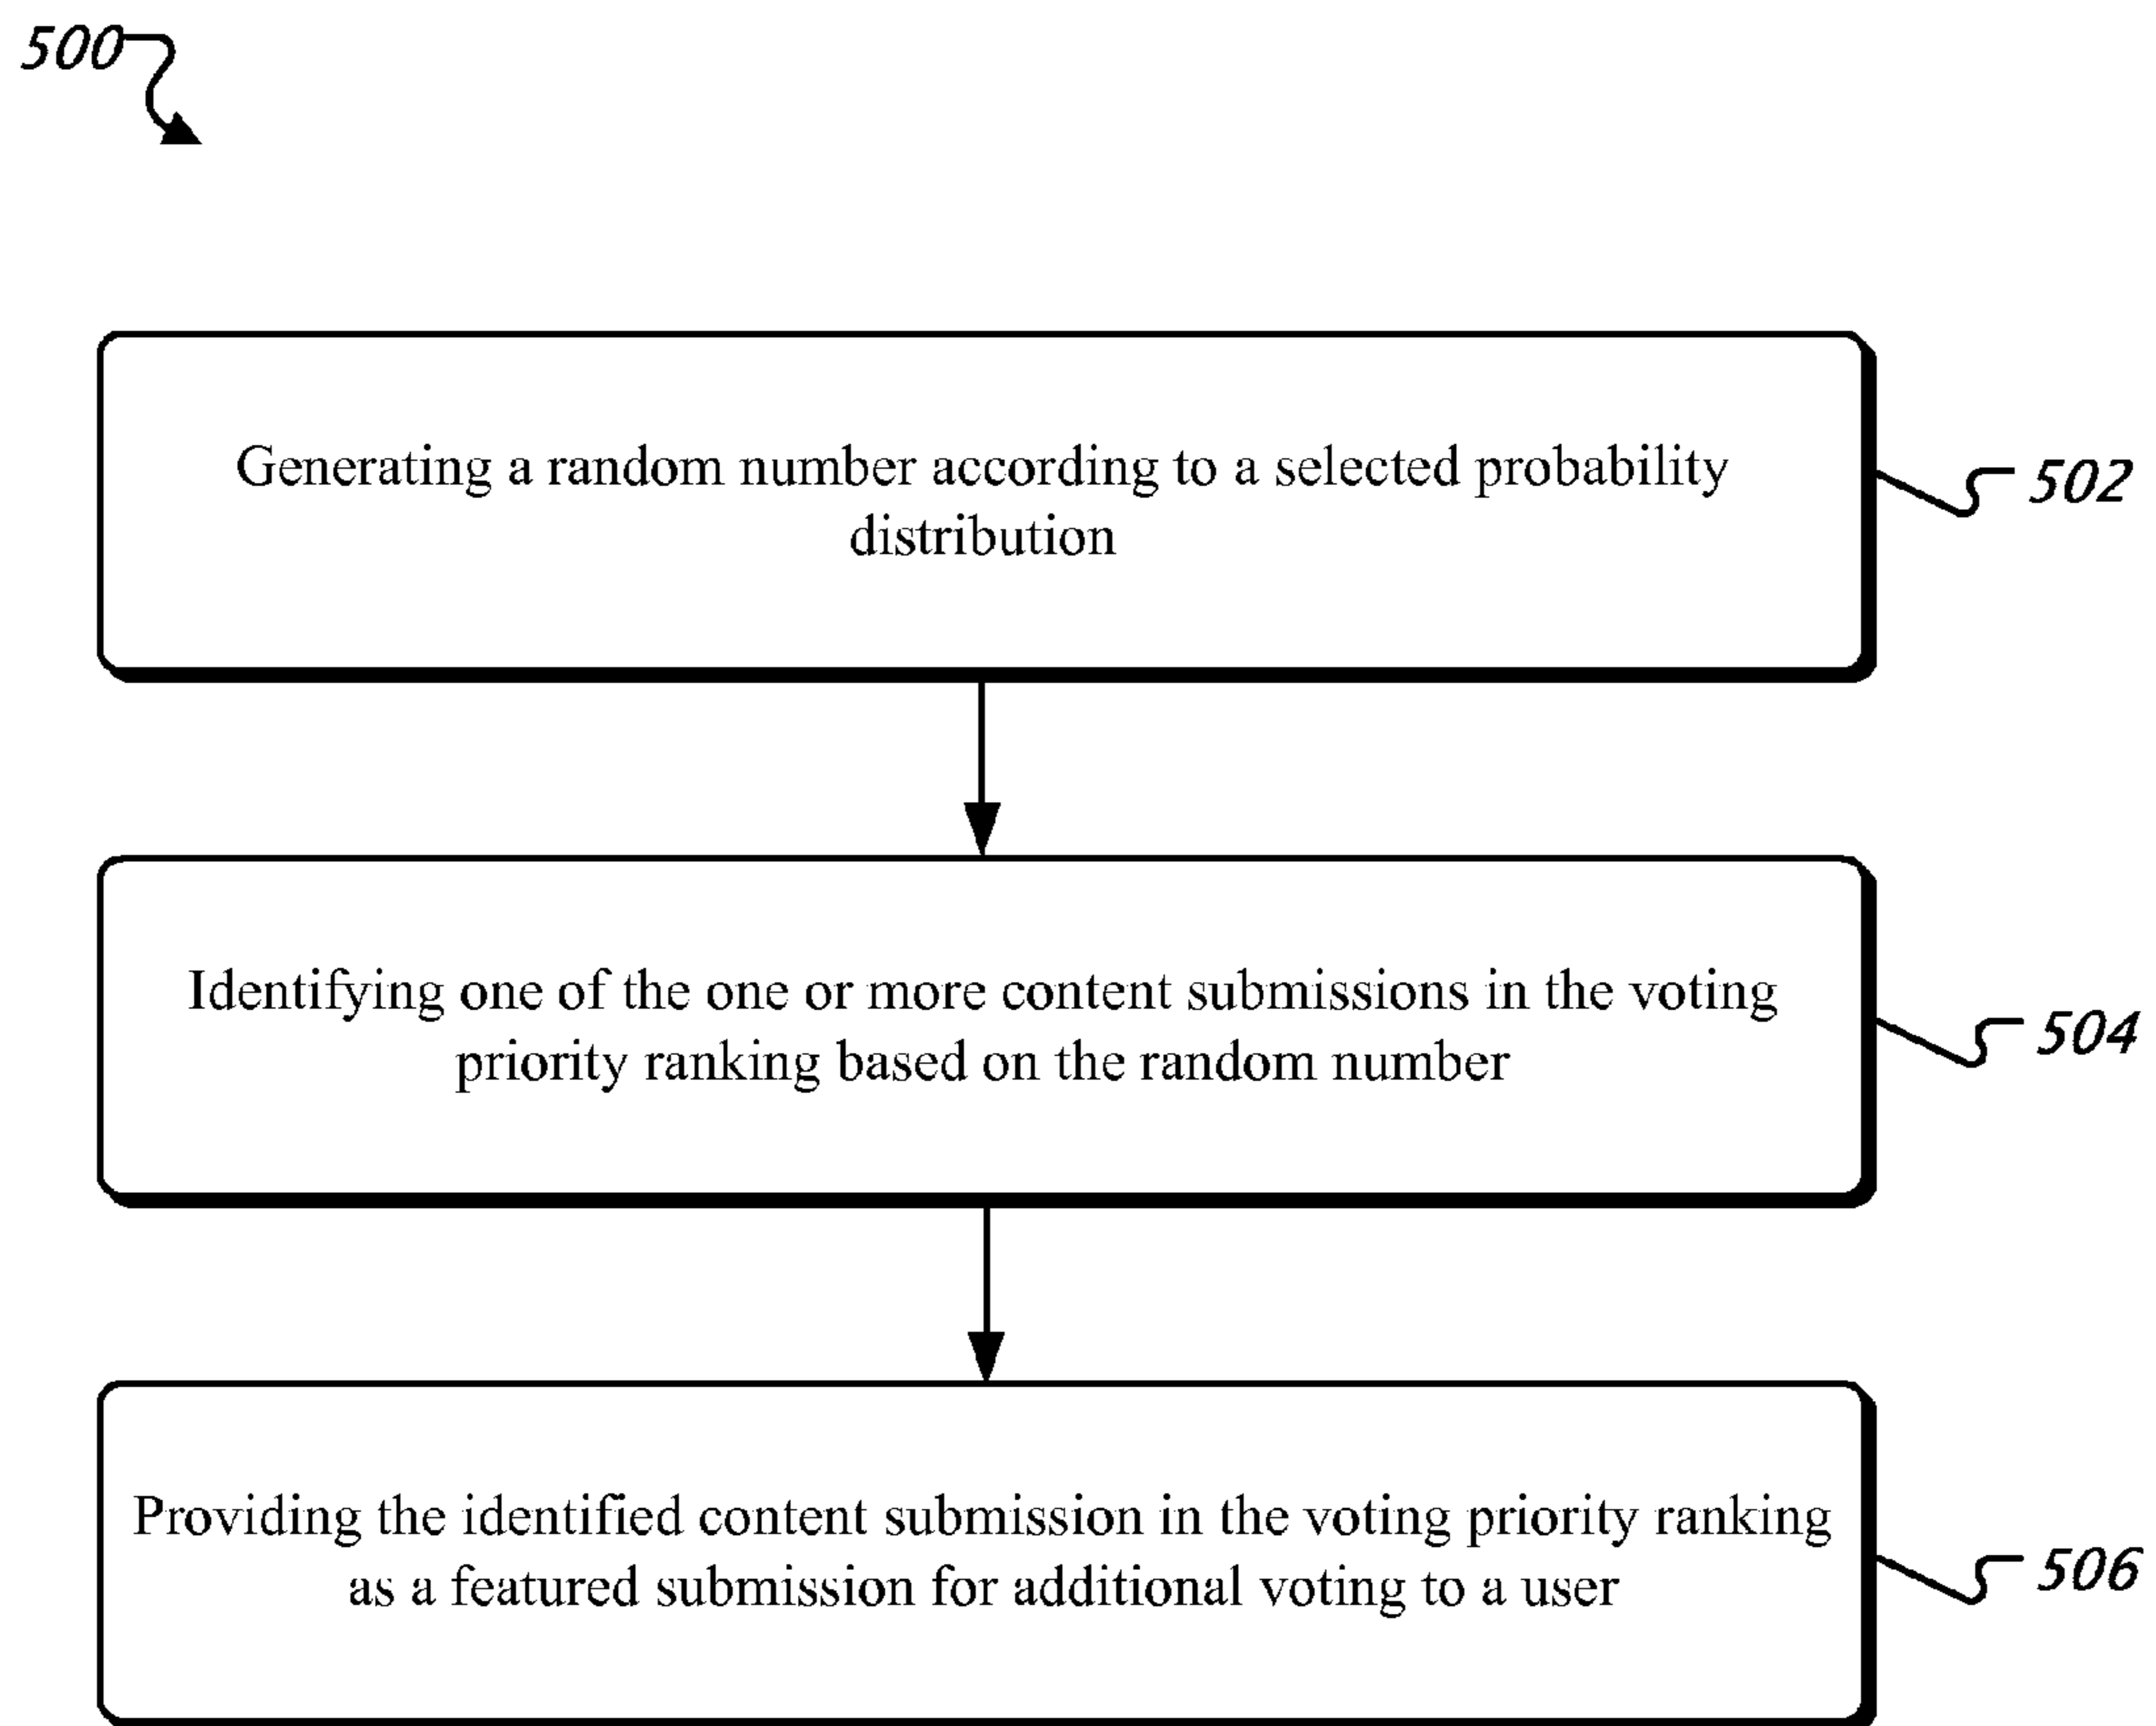 500
Generating a random number according to a selected probability
distribution
502
Identifying one of the one or more content submissions in the voting
priority ranking based on the random number
504
Providing the identified content submission in the voting priority ranking
as a featured submission for additional voting to a user
506